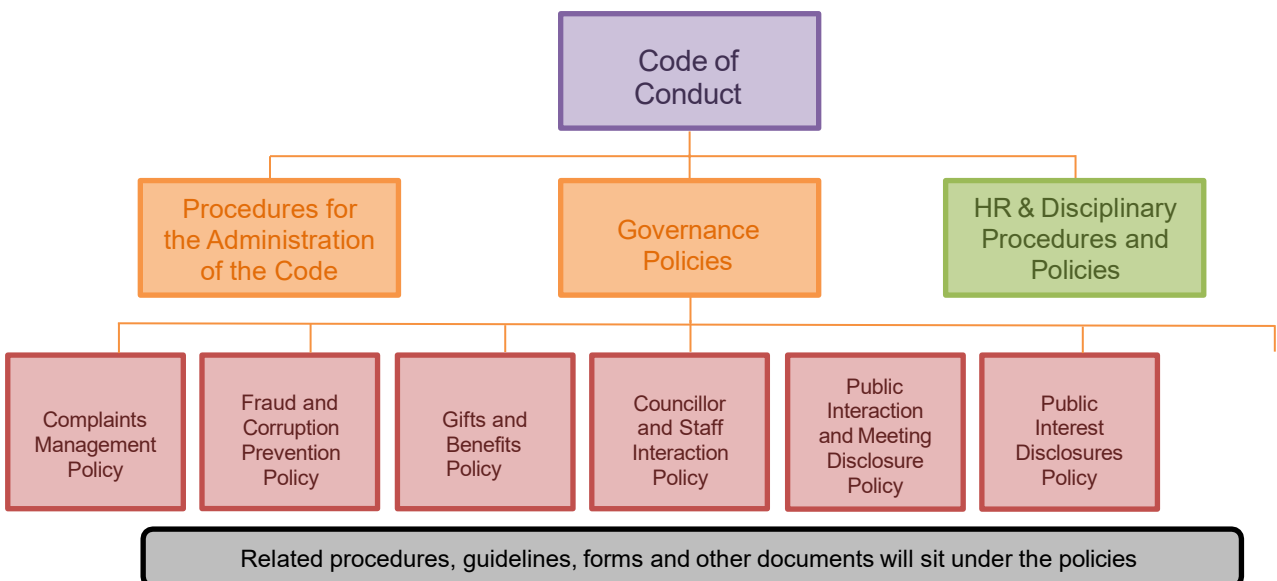 Code of
Conduct
Procedures for
the Administration
of the Code
Governance
Policies
HR & Disciplinary
Procedures and
Policies
Complaints
Management
Policy
Fraud and
Corruption
Prevention
Policy
Gifts and
Benefits
Policy
Councillor
and Staff
Interaction
Policy
Public
Interaction
and Meeting
Disclosure
Policy
Public
Interest
Disclosures
Policy
Related procedures, guidelines, forms and other documents will sit under the policies